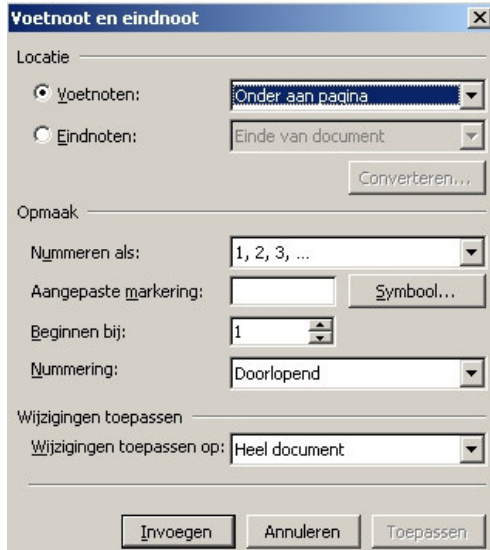 Voetnoot en eindnoot
Locatie
Voetnoten: Onder aan pagina
Eindnoten: Einde van document
Converteren...
Opmaak
Nummeren als: 1, 2, 3, ...
Aangepaste markering: Symbool...
Beginnen bij: 1
Nummering: Doorlopend
Wijzigingen toepassen
Wijzigingen toepassen op: Heel document
Invoegen Annuleren Toepassen